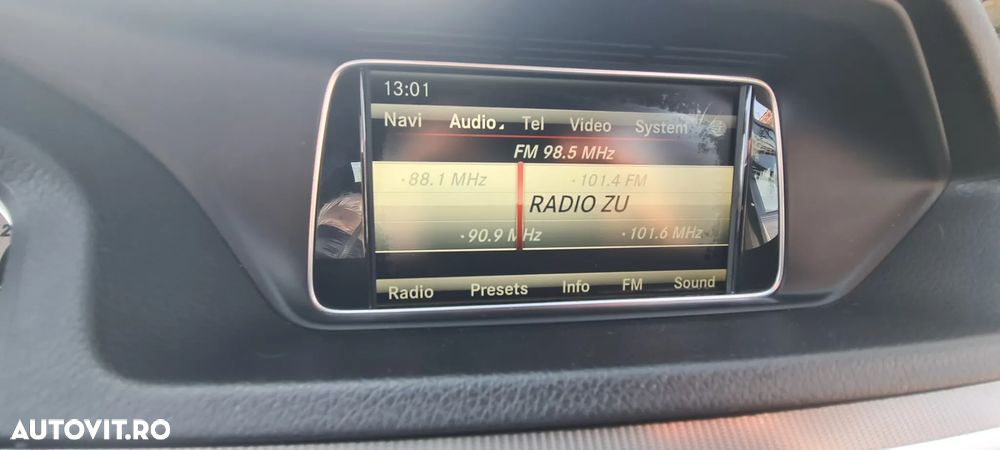 13:01
Navi Audio Tel Video System
FM 98.5 MHz
·88.1 MHz ·101.4 FM
RADIO ZU
·90.9 MHz ·101.6 MHz
Radio Presets Info FM Sound
2
AUTOVIT.RO